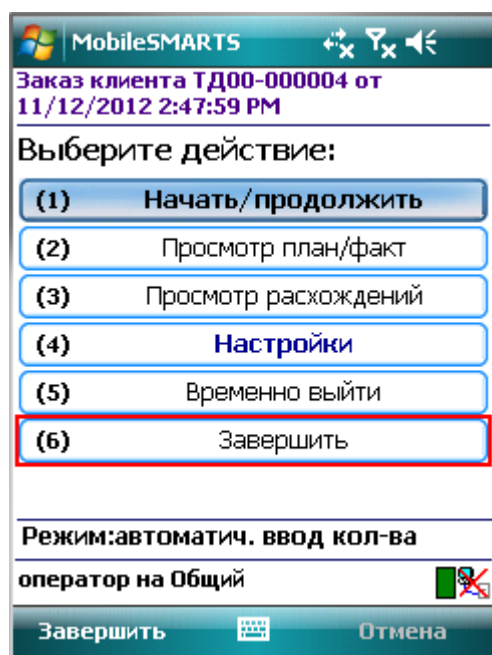 MobileSMARTS
Заказ клиента ТД00-000004 от
11/12/2012 2:47:59 PM
Выберите действие:
(1) Начать/продолжить
(2) Просмотр план/факт
(3) Просмотр расхождений
(4) Настройки
(5) Временно выйти
(6) Завершить
Режим:автоматич. ввод кол-ва
оператор на Общий
Завершить Отмена